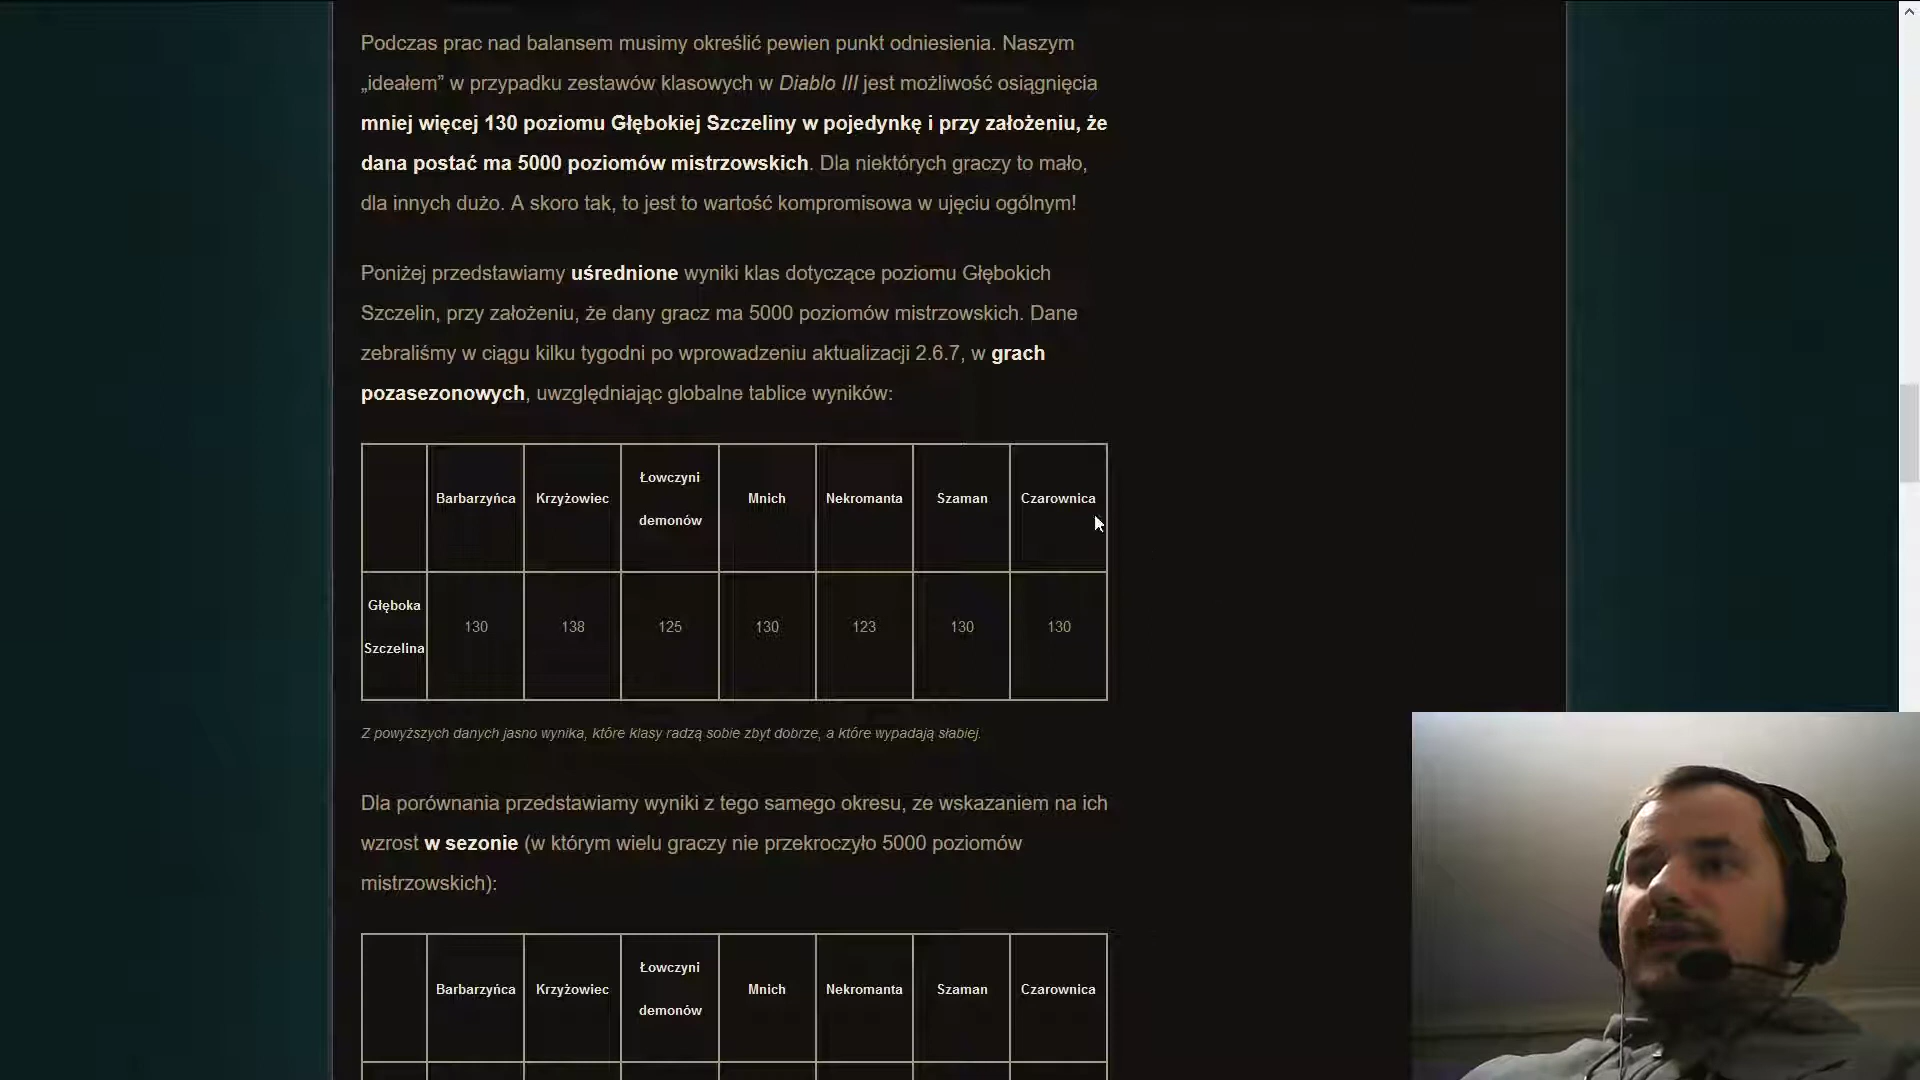 Podczas prac nad balansem musimy określić pewien punkt odniesienia. Naszym
„ideałem” w przypadku zestawów klasowych w Diablo III jest możliwość osiągnięcia
mniej więcej 130 poziomu Głębokiej Szczeliny w pojedynkę i przy założeniu, że
dana postać ma 5000 poziomów mistrzowskich. Dla niektórych graczy to mało,
dla innych dużo. A skoro tak, to jest to wartość kompromisowa w ujęciu ogólnym!
Poniżej przedstawiamy uśrednione wyniki klas dotyczące poziomu Głębokich
Szczelin, przy założeniu, że dany gracz ma 5000 poziomów mistrzowskich. Dane
zebraliśmy w ciągu kilku tygodni po wprowadzeniu aktualizacji 2.6.7, w grach
pozasezonowych, uwzględniając globalne tablice wyników:
Barbarzyńca Krzyżowiec Łowczyni demonów Mnich Nekromanta Szaman Czarownica
Głęboka Szczelina 130 138 125 130 123 130 130
Z powyższych danych jasno wynika, które klasy radzą sobie zbyt dobrze, a które wypadają słabiej.
Dla porównania przedstawiamy wyniki z tego samego okresu, ze wskazaniem na ich
wzrost w sezonie (w którym wielu graczy nie przekroczyło 5000 poziomów
mistrzowskich):
Barbarzyńca Krzyżowiec Łowczyni demonów Mnich Nekromanta Szaman Czarownica